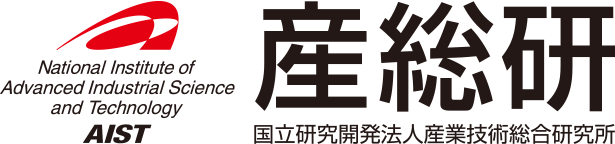 National Institute of
Advanced Industrial Science
and Technology
AIST
産総研
国立研究開発法人産業技術総合研究所